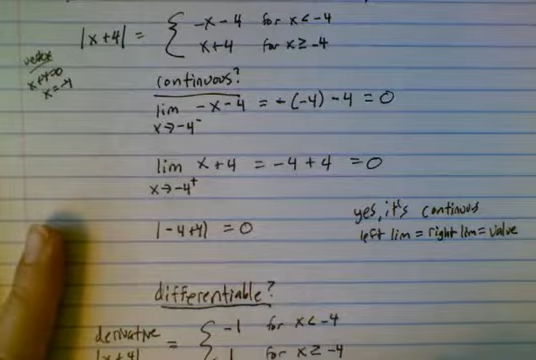 |x+4| = { -x-4 for x<-4
x+4 for x≥-4
vertex
x+4=0
x=-4
continuous?
lim -x-4 = -(-4)-4 = 0
x→-4⁻
lim x+4 = -4+4 = 0
x→-4⁺
|-4+4| = 0
yes, it's continuous
left lim = right lim = value
differentiable?
derivative = { -1 for x<-4
|x+4| 1 for x≥-4